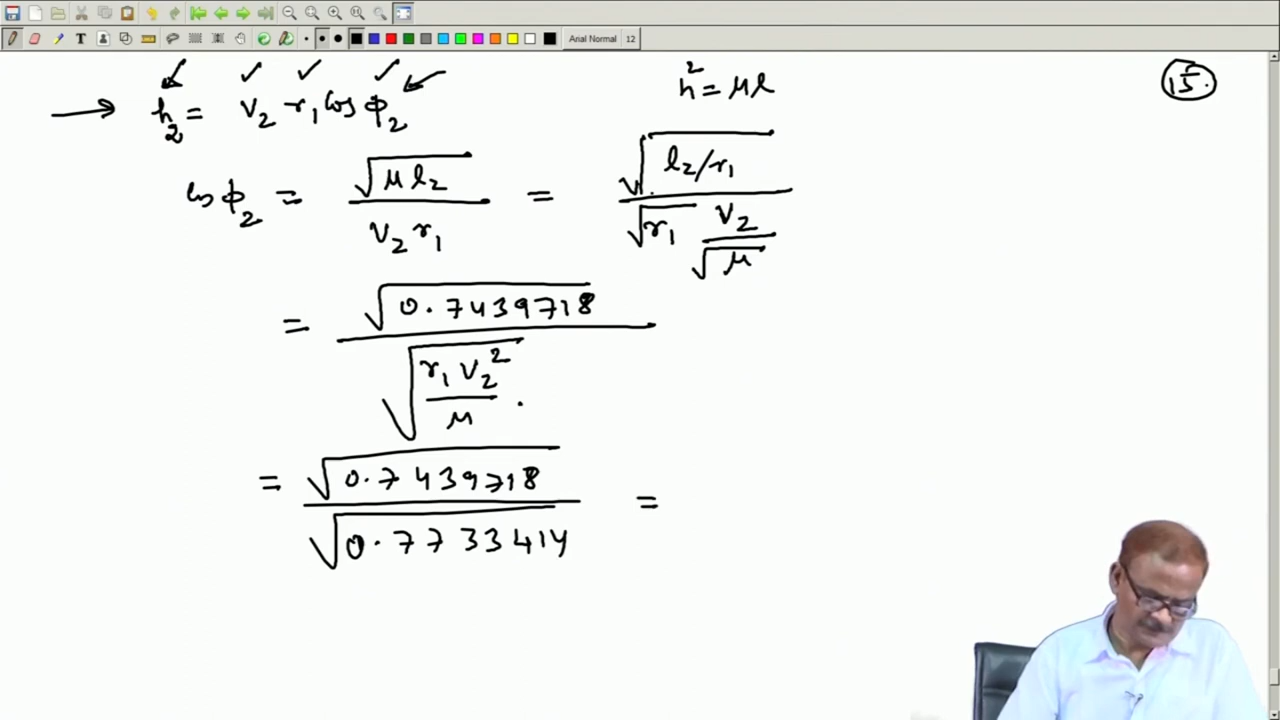 Arial Normal 12
h₂ = v₂ r₁ cos ϕ₂
h² = μl
15.
cos ϕ₂ = √(μ l₂) / (v₂ r₁) = √(l₂/r₁) / (√r₁ v₂/√μ)
= √0.7439718 / √(r₁ v₂²/μ) .
= √0.7439718 / √0.7733414 =